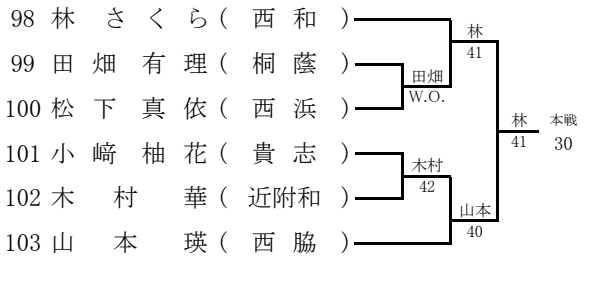 98 林 さくら ( 西 和 )
林
41
99 田 畑 有 理 ( 桐 蔭 )
田畑
W.O.
100 松 下 真 依 ( 西 浜 )
林
41
本戦
30
101 小 﨑 柚 花 ( 貴 志 )
木村
42
102 木 村 華 ( 近附和 )
山本
40
103 山 本 瑛 ( 西 脇 )